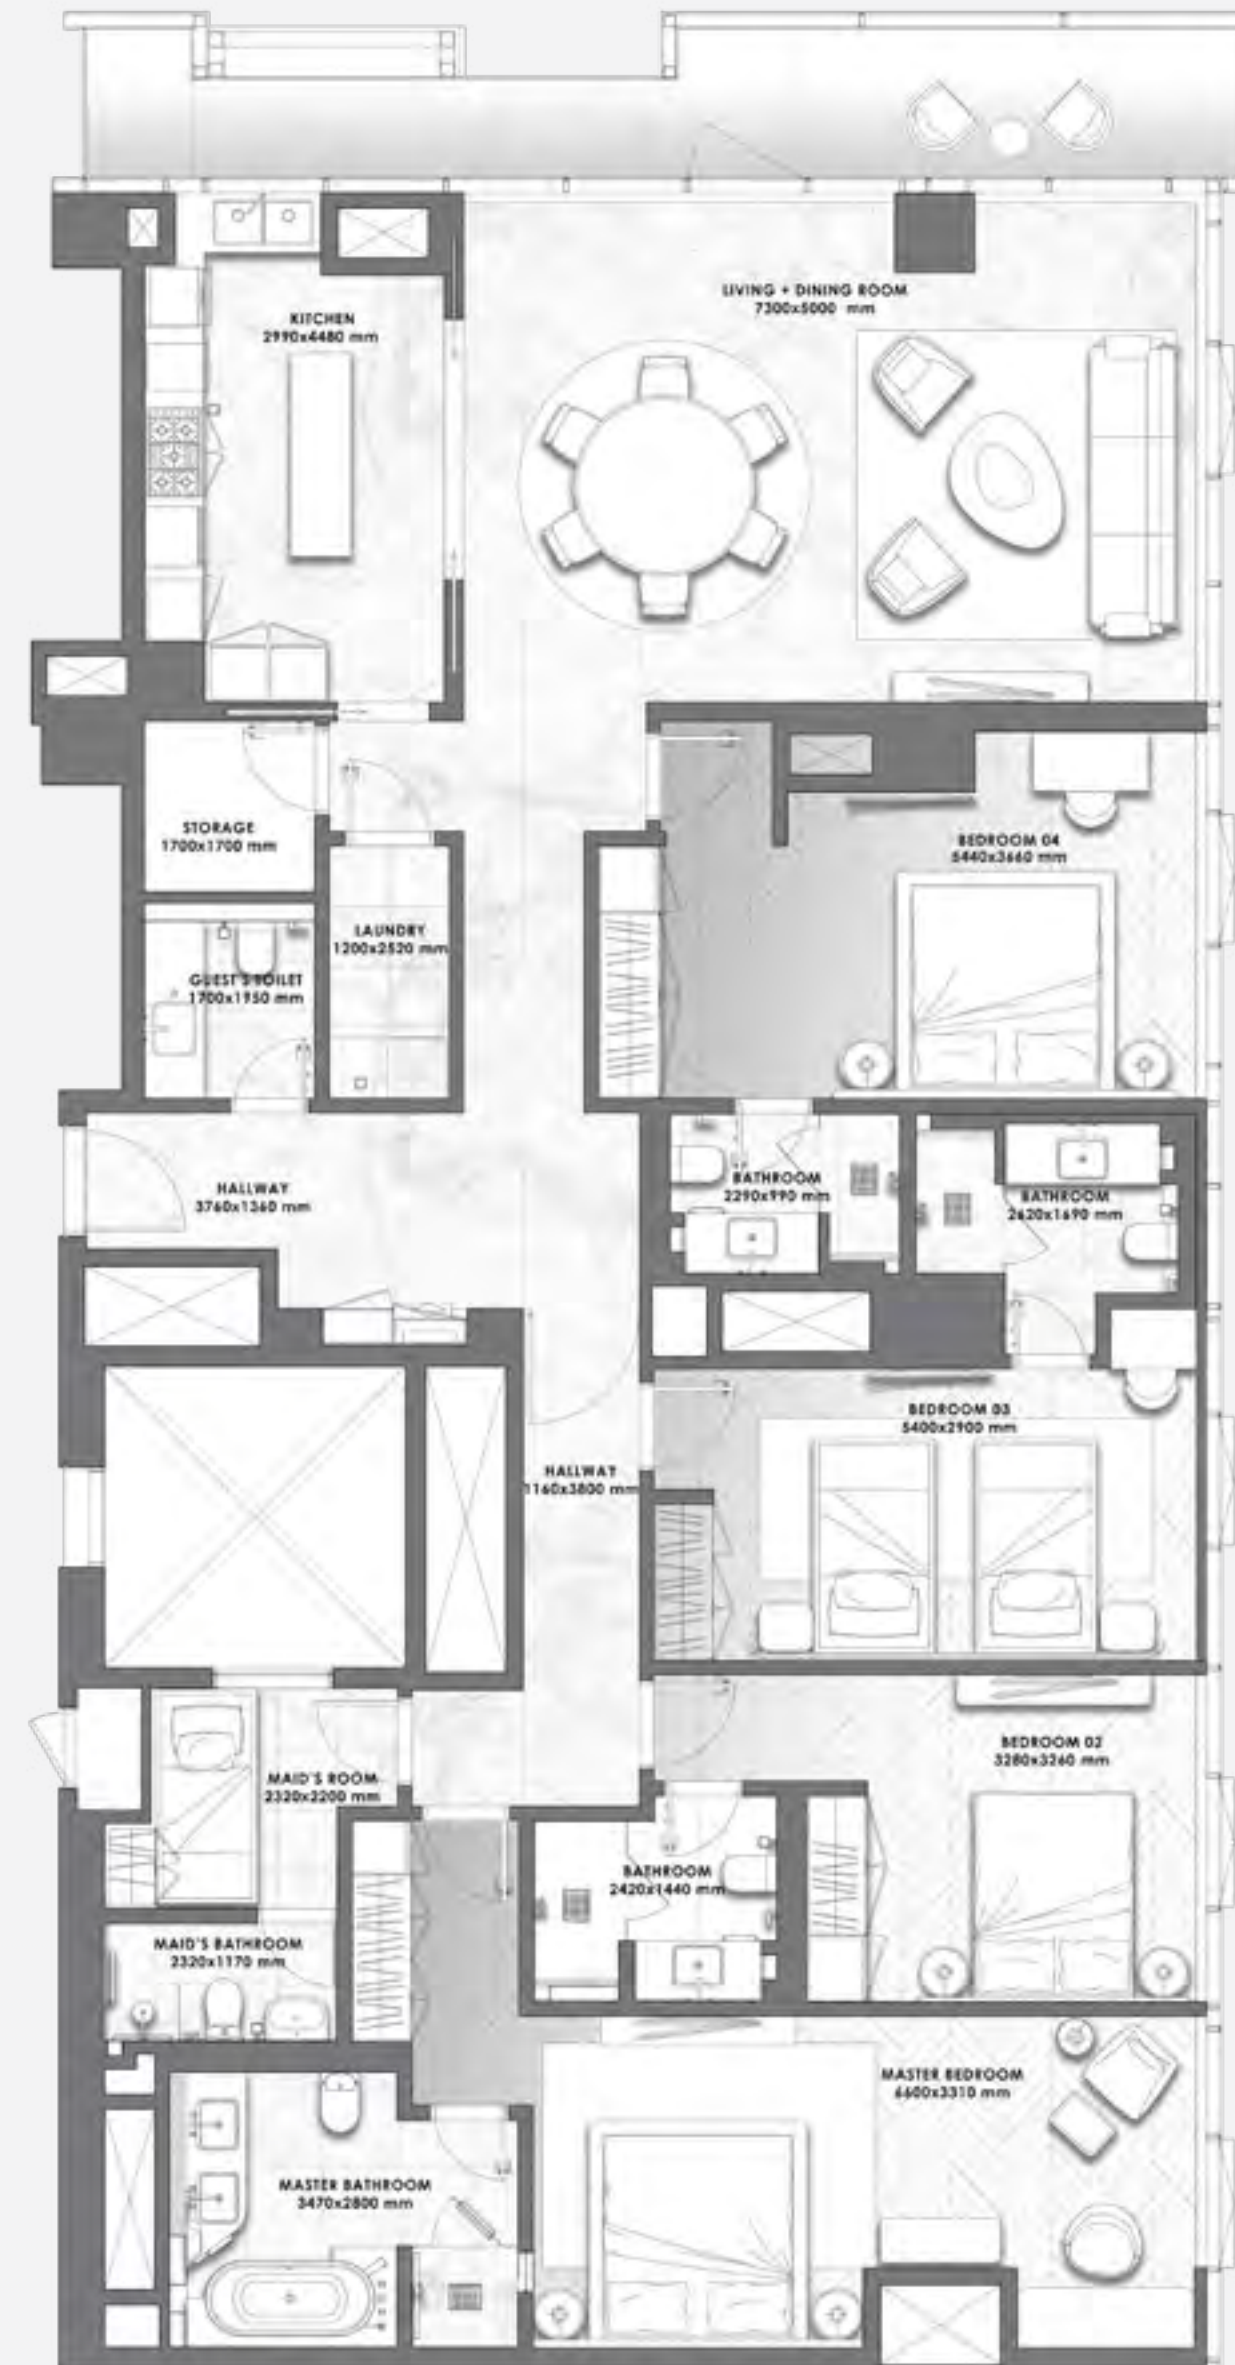 LIVING + DINING ROOM
7300x5000 mm
KITCHEN
2990x4480 mm
STORAGE
1700x1700 mm
BEDROOM 04
5440x3660 mm
LAUNDRY
1200x2520 mm
GUEST'S TOILET
1700x1950 mm
HALLWAY
3760x1360 mm
BATHROOM
2290x990 mm
BATHROOM
2620x1690 mm
BEDROOM 03
5400x2900 mm
HALLWAY
1160x3800 mm
BEDROOM 02
3280x3260 mm
MAID'S ROOM
2320x2200 mm
BATHROOM
2420x1440 mm
MAID'S BATHROOM
2320x1170 mm
MASTER BEDROOM
6600x3310 mm
MASTER BATHROOM
3470x2800 mm